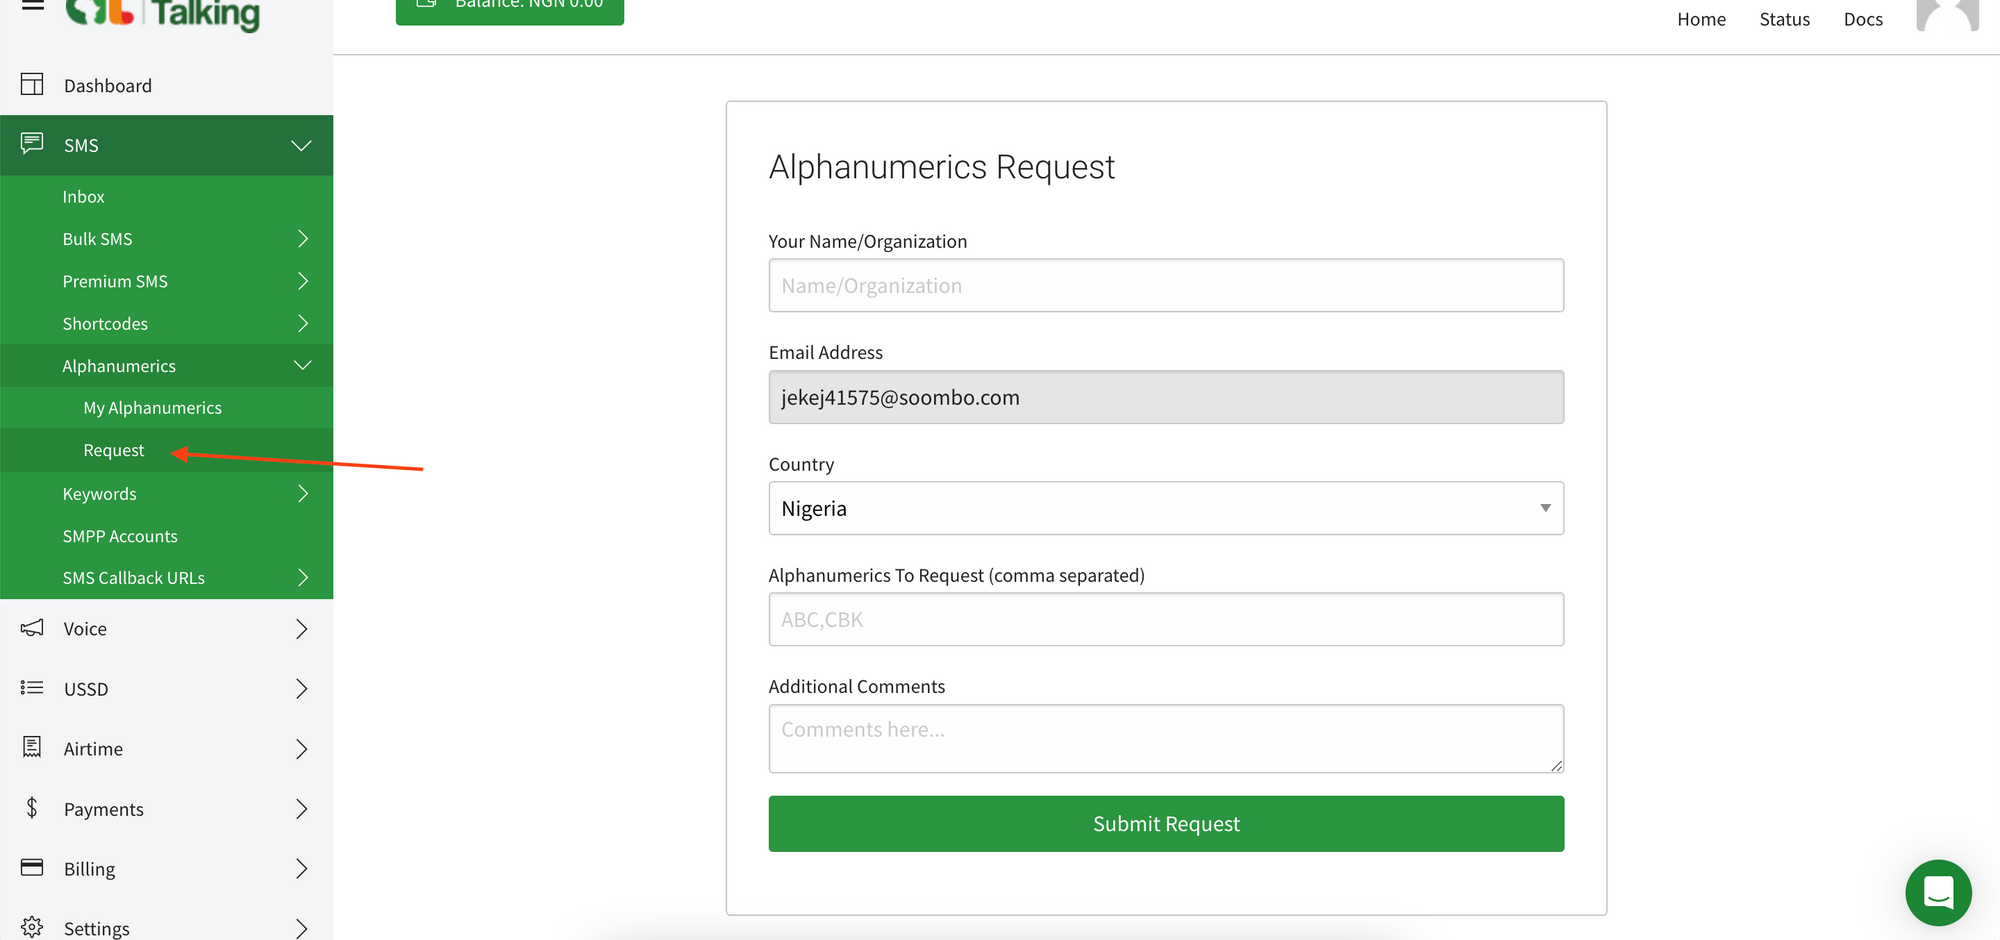 Talking
Balance: NGN 0.00
Home
Status
Docs
Dashboard
SMS
Inbox
Bulk SMS
Premium SMS
Shortcodes
Alphanumerics
My Alphanumerics
Request
Keywords
SMPP Accounts
SMS Callback URLs
Voice
USSD
Airtime
Payments
Billing
Settings
Alphanumerics Request
Your Name/Organization
Name/Organization
Email Address
jekej41575@soombo.com
Country
Nigeria
Alphanumerics To Request (comma separated)
ABC,CBK
Additional Comments
Comments here...
Submit Request